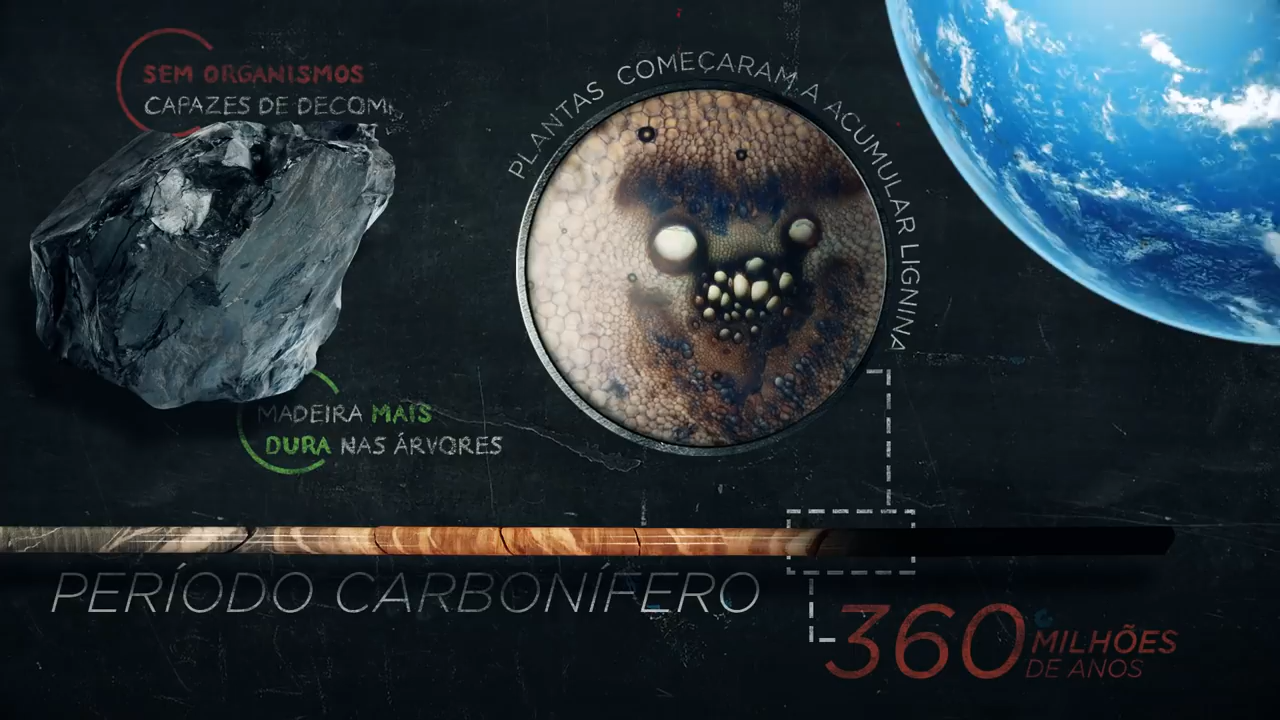 SEM ORGANISMOS
CAPAZES DE DECOM
PLANTAS COMEÇARAM A ACUMULAR LIGNINA
MADEIRA MAIS
DURA NAS ÁRVORES
PERÍODO CARBONÍFERO
360 MILHÕES
DE ANOS